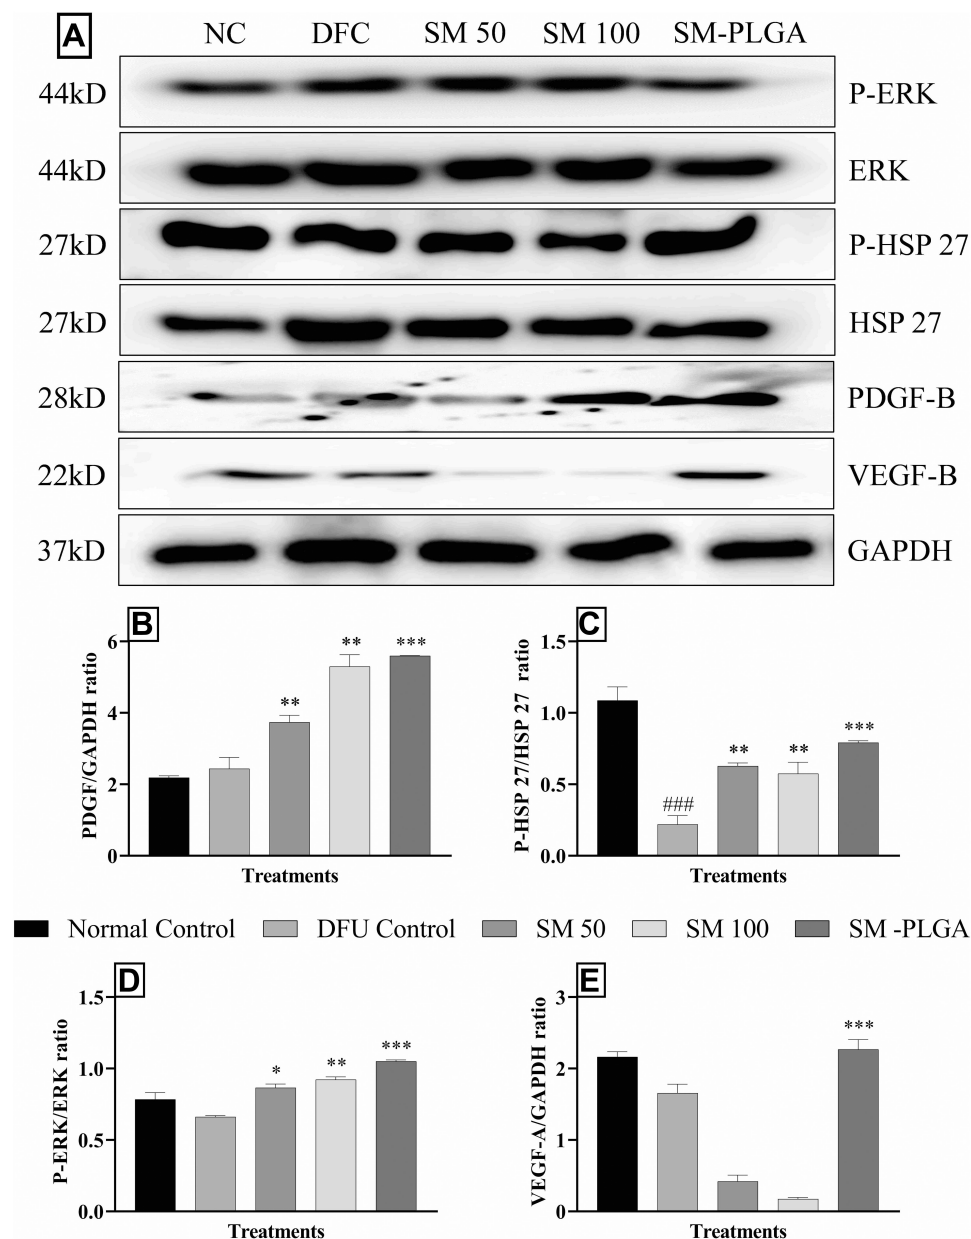 A NC DFC SM 50 SM 100 SM-PLGA
44kD P-ERK
44kD ERK
27kD P-HSP 27
27kD HSP 27
28kD PDGF-B
22kD VEGF-B
37kD GAPDH
B
PDGF/GAPDH ratio
6
4
2
0
**
**
***
Treatments
C
P-HSP 27/HSP 27 ratio
1.5
1.0
0.5
0.0
###
**
**
***
Treatments
Normal Control DFU Control SM 50 SM 100 SM -PLGA
D
P-ERK/ERK ratio
1.5
1.0
0.5
0.0
*
**
***
Treatments
E
VEGF-A/GAPDH ratio
3
2
1
0
***
Treatments